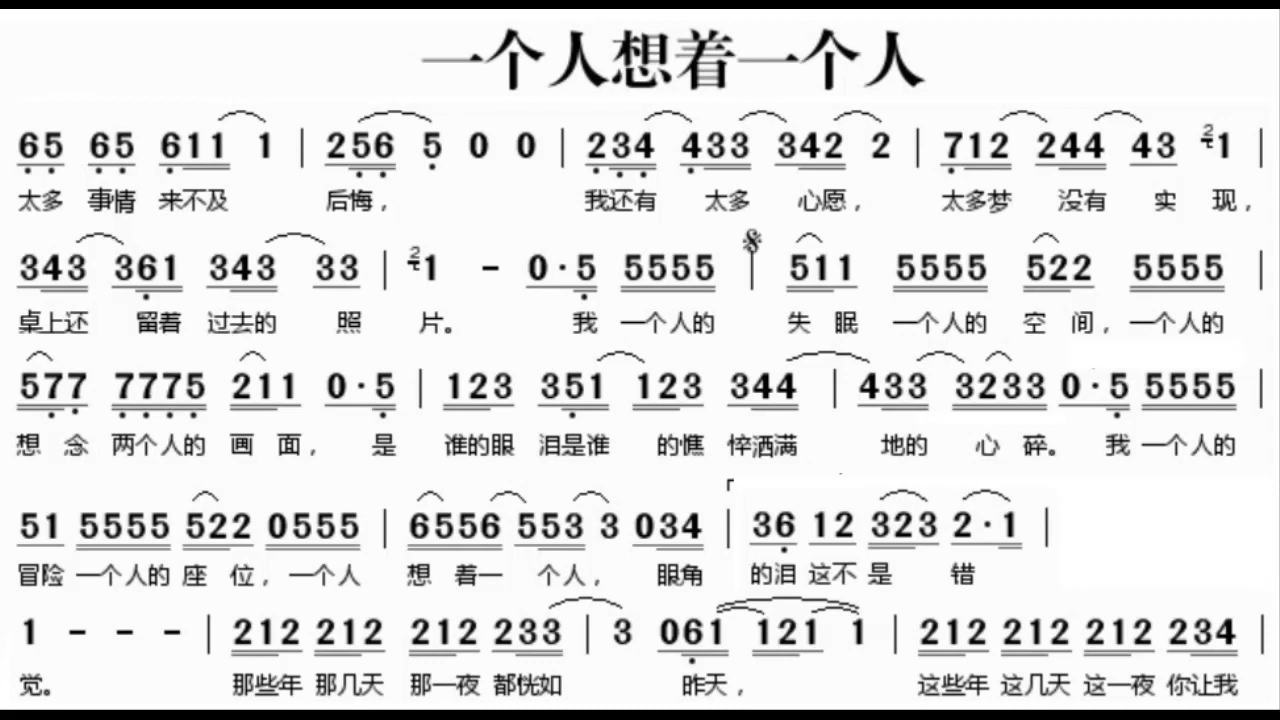 一个人想着一个人
65 65 611 1 | 256 5 0 0 | 234 433 342 2 | 712 244 43 21 |
太多 事情 来不及 后悔， 我还有 太多 心愿， 太多梦 没有 实 现，
343 361 343 33 | 21 - 0·5 5555 | 511 5555 522 5555 |
桌上还 留着 过去的 照 片。 我 一个人的 失 眠 一个人的 空 间，一个人的
577 7775 211 0·5 | 123 351 123 344 | 433 3233 0·5 5555 |
想 念 两个人的 画 面， 是 谁的眼 泪是谁 的憔 悴洒满 地的 心 碎。 我 一个人的
51 5555 522 0555 | 6556 553 3 034 | 36 12 323 2·1 |
冒险 一个人的 座 位，一个人 想 着一 个人， 眼角 的泪 这不 是 错
1 - - - | 212 212 212 233 | 3 061 121 1 | 212 212 212 234 |
觉。 那些年 那几天 那一夜 都恍如 昨天， 这些年 这几天 这一夜 你让我